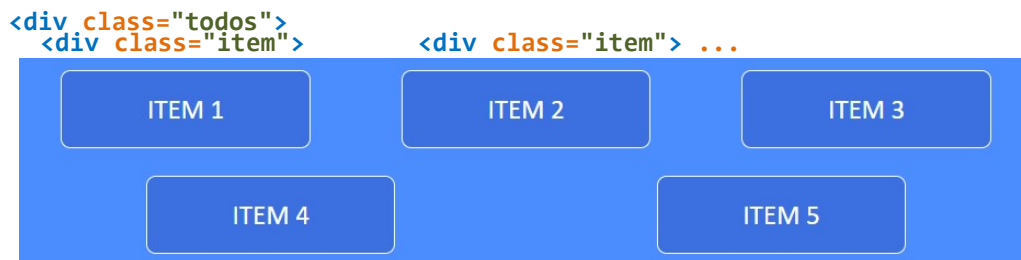 <div class="todos">
<div class="item"> <div class="item"> ...
ITEM 1 ITEM 2 ITEM 3
ITEM 4 ITEM 5